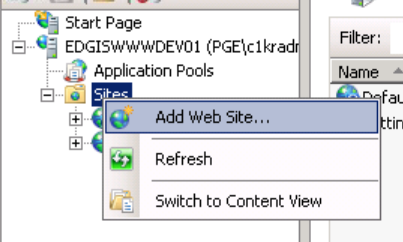 Start Page
EDGISWWWDEV01 (PGE\c1kradr
Filter:
Application Pools
Name
Sites
Defau
Add Web Site...
ttin
Refresh
Switch to Content View